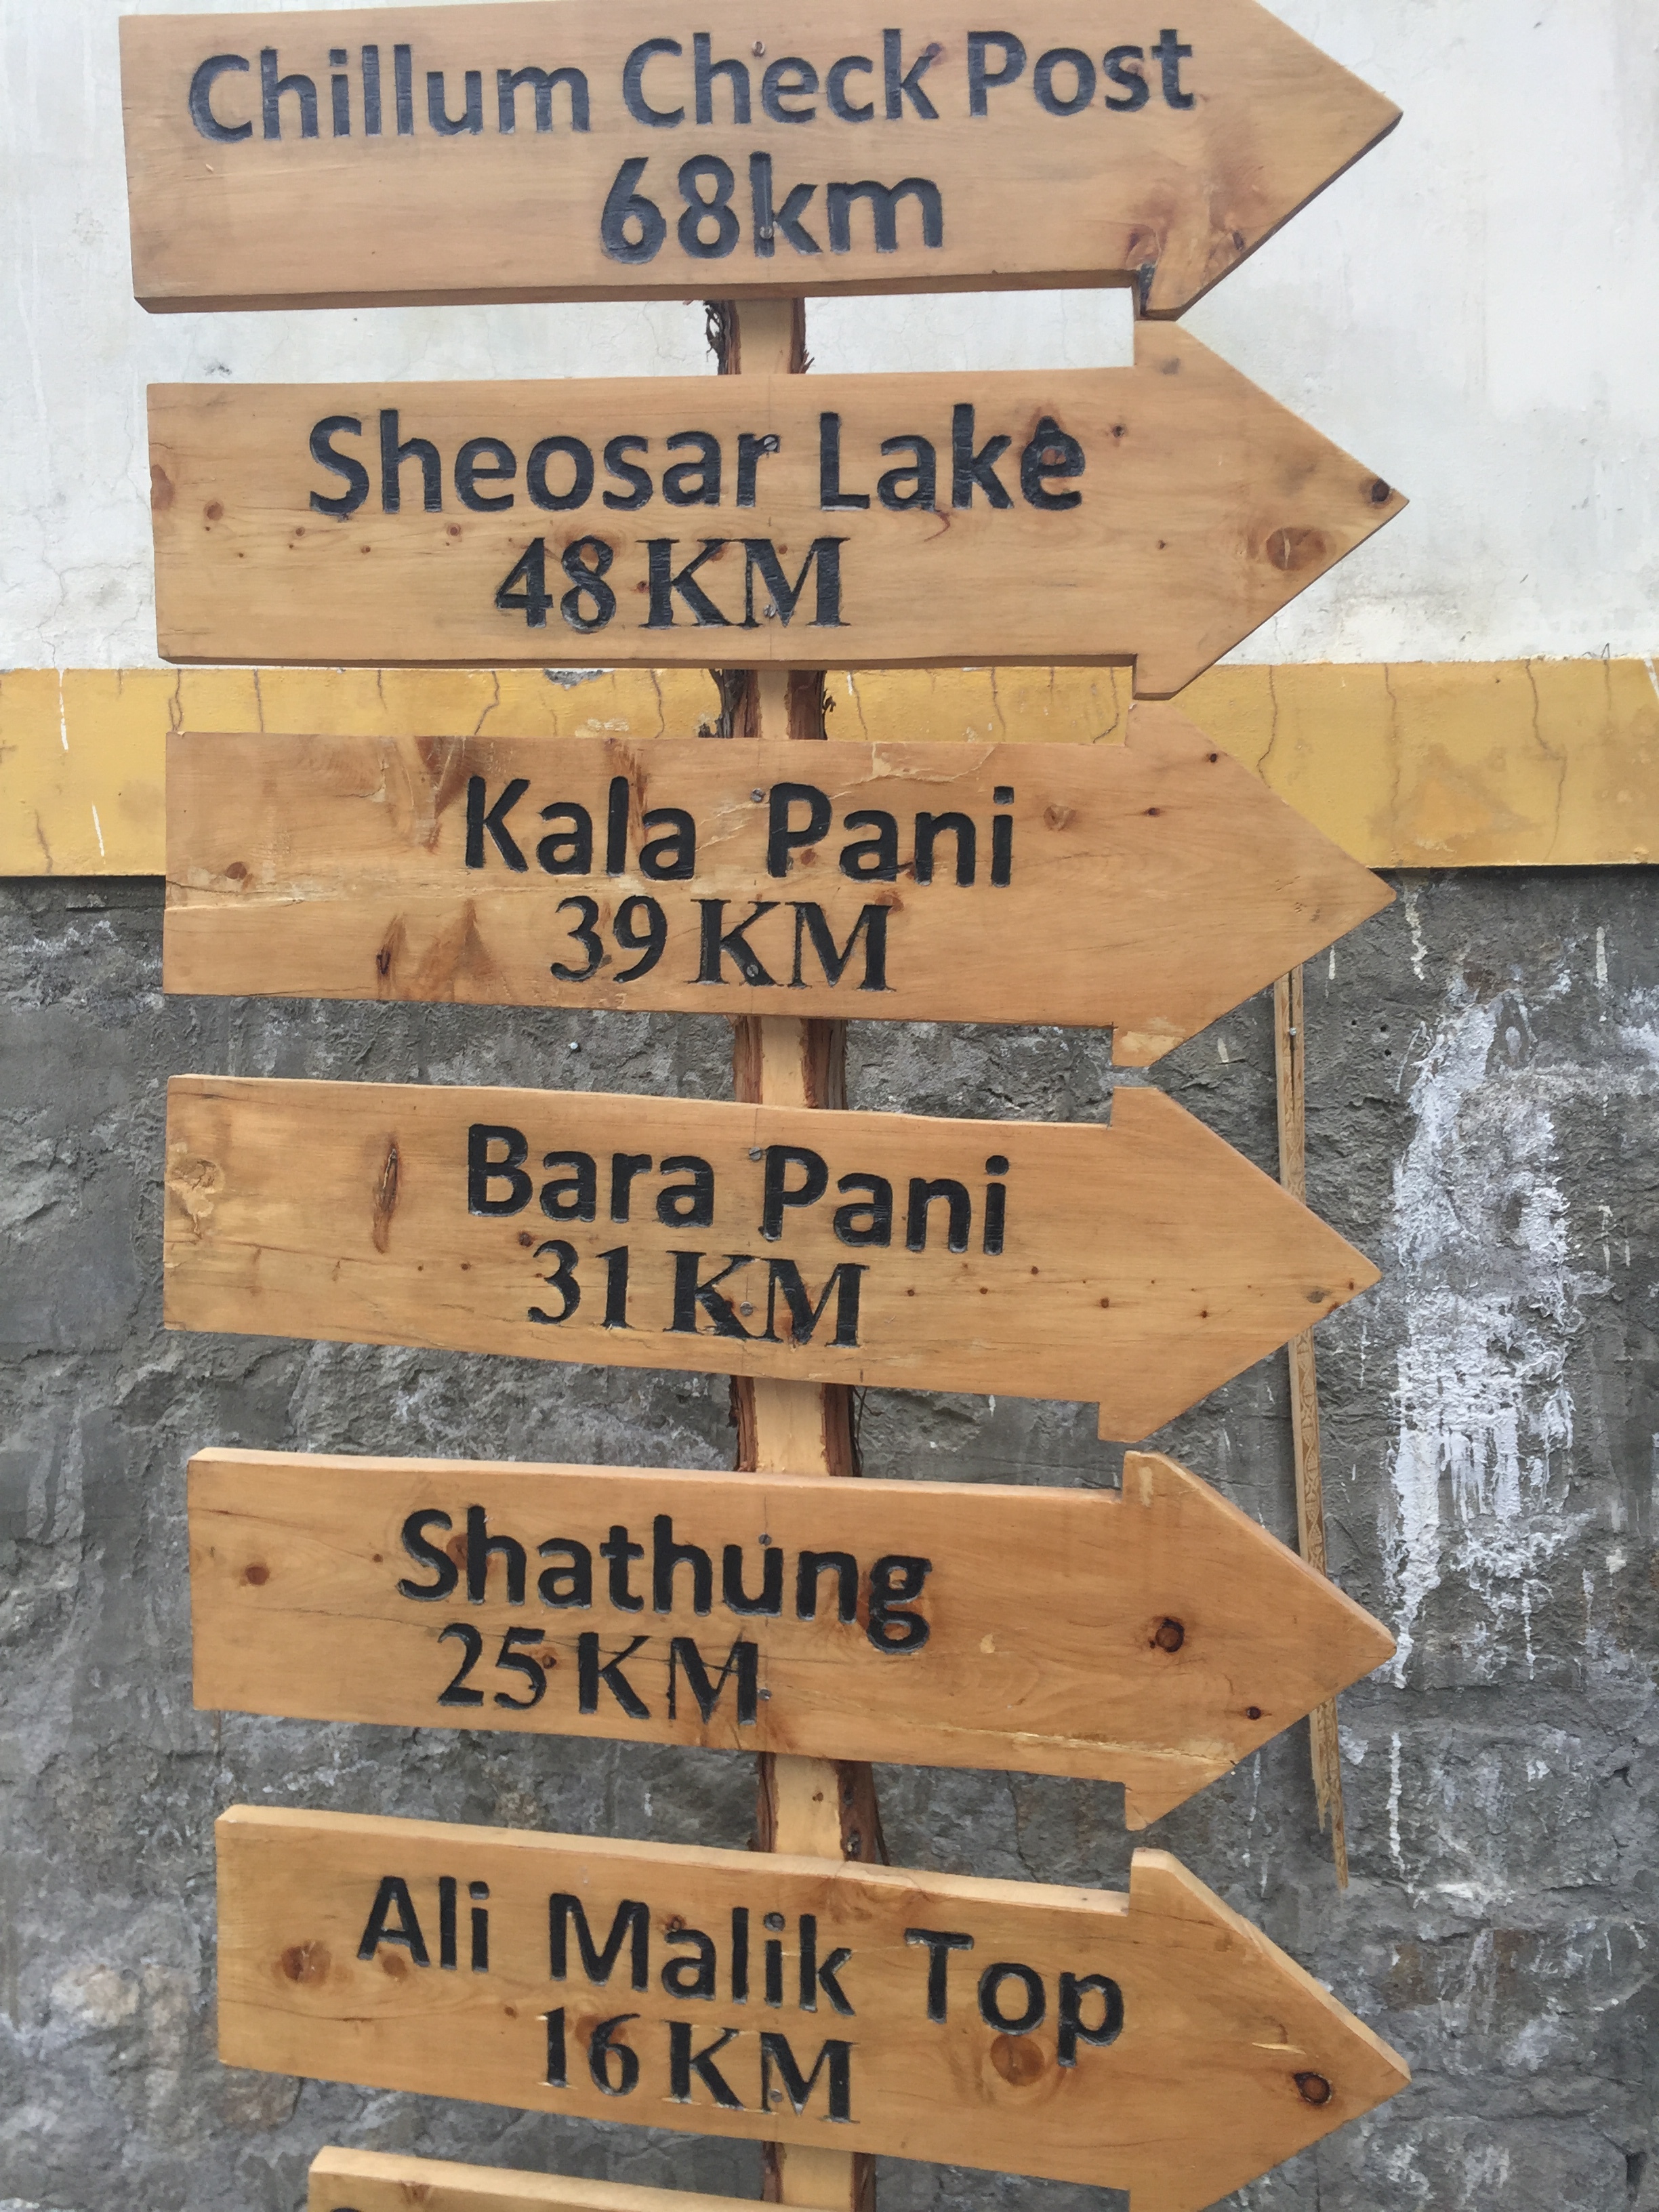 Chillum Check Post
68km
Sheosar Lake
48 KM
Kala Pani
39 KM
Bara Pani
31 KM
Shathung
25 KM
Ali Malik Top
16 KM